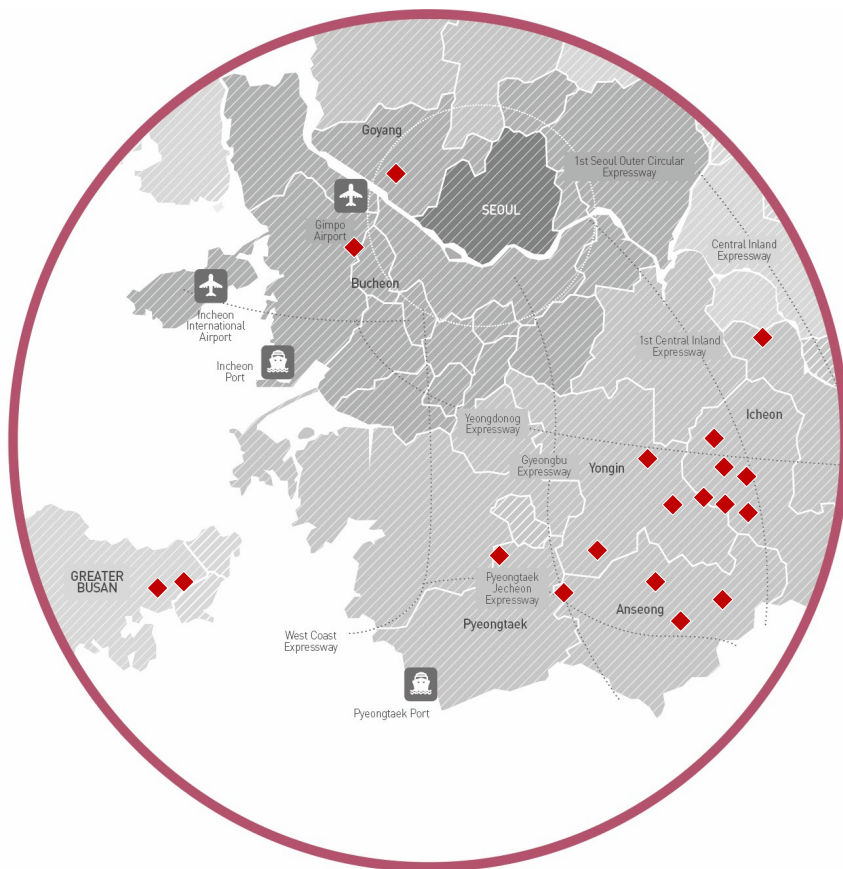 Goyang
1st Seoul Outer Circular
Expressway
SEOUL
Gimpo
Airport
Central Inland
Expressway
Bucheon
Incheon
International
Airport
1st Central Inland
Expressway
Incheon
Port
Icheon
Yeongdonog
Expressway
Gyeongbu
Expressway
Yongin
GREATER
BUSAN
Pyeongtaek
Jecheon
Expressway
Anseong
Pyeongtaek
West Coast
Expressway
Pyeongtaek Port